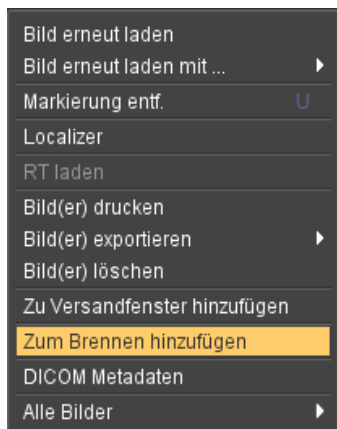 Bild erneut laden
Bild erneut laden mit ...
Markierung entf. U
Localizer
RT laden
Bild(er) drucken
Bild(er) exportieren
Bild(er) löschen
Zu Versandfenster hinzufügen
Zum Brennen hinzufügen
DICOM Metadaten
Alle Bilder